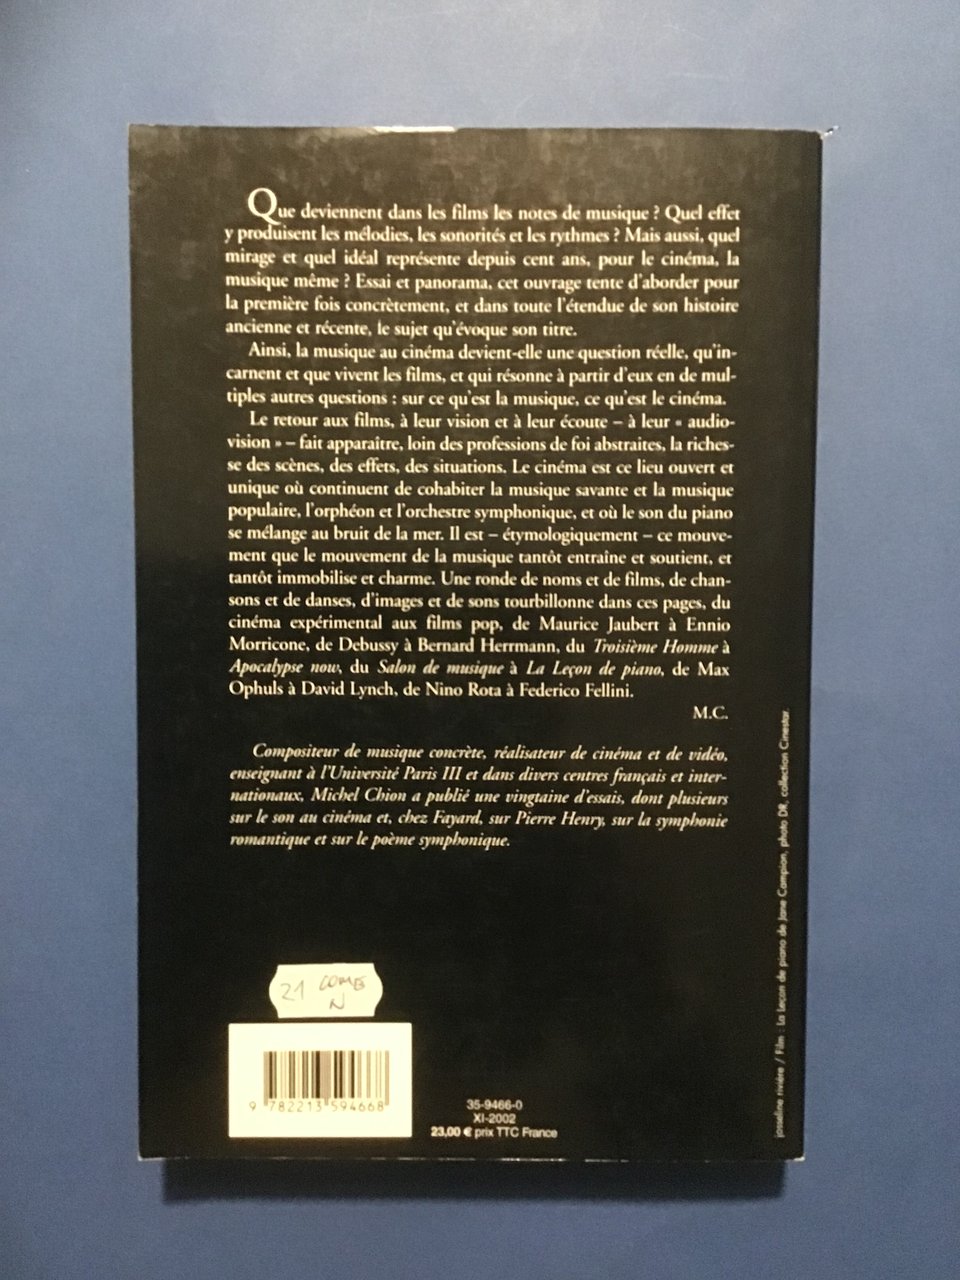 Que deviennent dans les films les notes de musique ? Quel effet
y produisent les mélodies, les sonorités et les rythmes ? Mais aussi, quel
mirage et quel idéal représente depuis cent ans, pour le cinéma, la
musique même ? Essai et panorama, cet ouvrage tente d'aborder pour
la première fois concrètement, et dans toute l'étendue de son histoire
ancienne et récente, le sujet qu'évoque son titre.
Ainsi, la musique au cinéma devient-elle une question réelle, qu'in-
carnent et que vivent les films, et qui résonne à partir d'eux en de mul-
tiples autres questions : sur ce qu'est la musique, ce qu'est le cinéma.
Le retour aux films, à leur vision et à leur écoute – à leur « audio-
vision » – fait apparaître, loin des professions de foi abstraites, la riches-
se des scènes, des effets, des situations. Le cinéma est ce lieu ouvert et
unique où continuent de cohabiter la musique savante et la musique
populaire, l'orphéon et l'orchestre symphonique, et où le son du piano
se mélange au bruit de la mer. Il est – étymologiquement – ce mouve-
ment que le mouvement de la musique tantôt entraîne et soutient, et
tantôt immobilise et charme. Une ronde de noms et de films, de chan-
sons et de danses, d'images et de sons tourbillonne dans ces pages, du
cinéma expérimental aux films pop, de Maurice Jaubert à Ennio
Morricone, de Debussy à Bernard Herrmann, du Troisième Homme à
Apocalypse now, du Salon de musique à La Leçon de piano, de Max
Ophuls à David Lynch, de Nino Rota à Federico Fellini.
M.C.
Compositeur de musique concrète, réalisateur de cinéma et de vidéo,
enseignant à l'Université Paris III et dans divers centres français et inter-
nationaux, Michel Chion a publié une vingtaine d'essais, dont plusieurs
sur le son au cinéma et, chez Fayard, sur Pierre Henry, sur la symphonie
romantique et sur le poème symphonique.
josseline rivière / Film : La Leçon de piano de Jane Campion, photo DR, collection Cinestar.
21 COME
N
9 782213 594668
35-9466-0
XI-2002
23,00 € prix TTC France